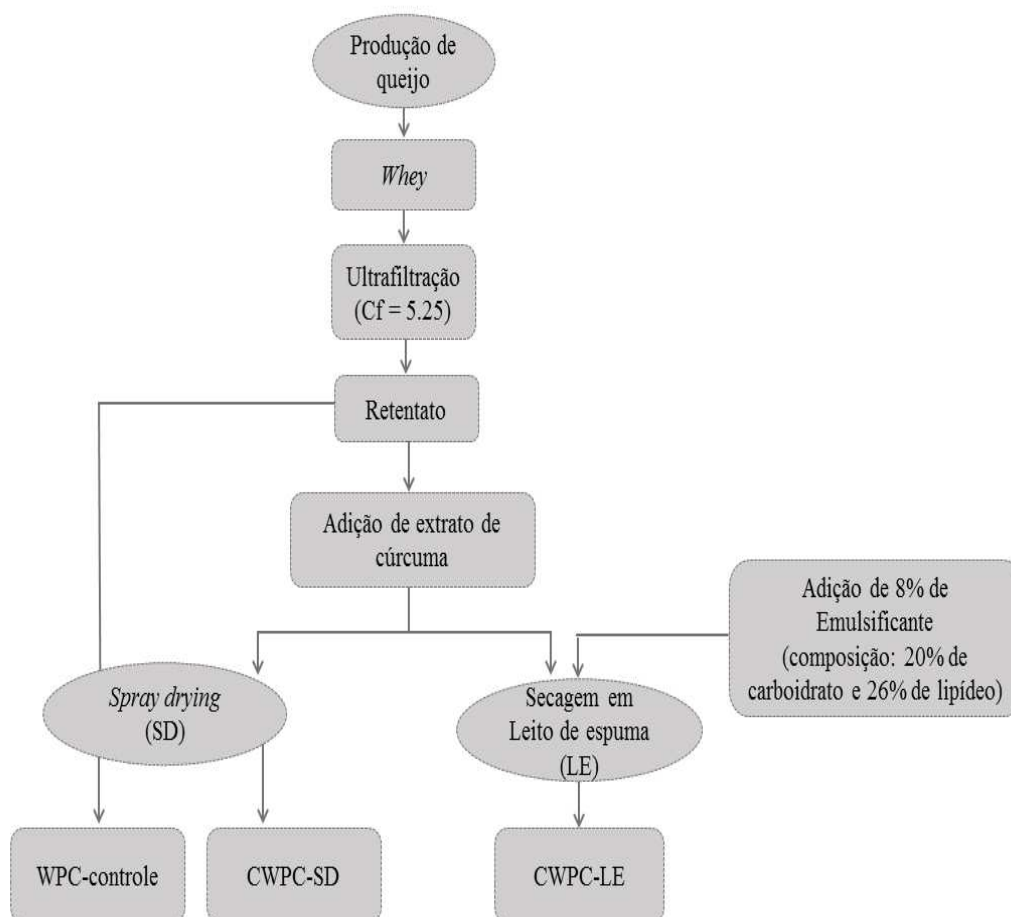 Produção de
queijo
Whey
Ultrafiltração
(Cf = 5.25)
Retentato
Adição de extrato de
cúrcuma
Adição de 8% de
Emulsificante
(composição: 20% de
carboidrato e 26% de lipídeo)
Spray drying
(SD)
Secagem em
Leito de espuma
(LE)
WPC-controle
CWPC-SD
CWPC-LE